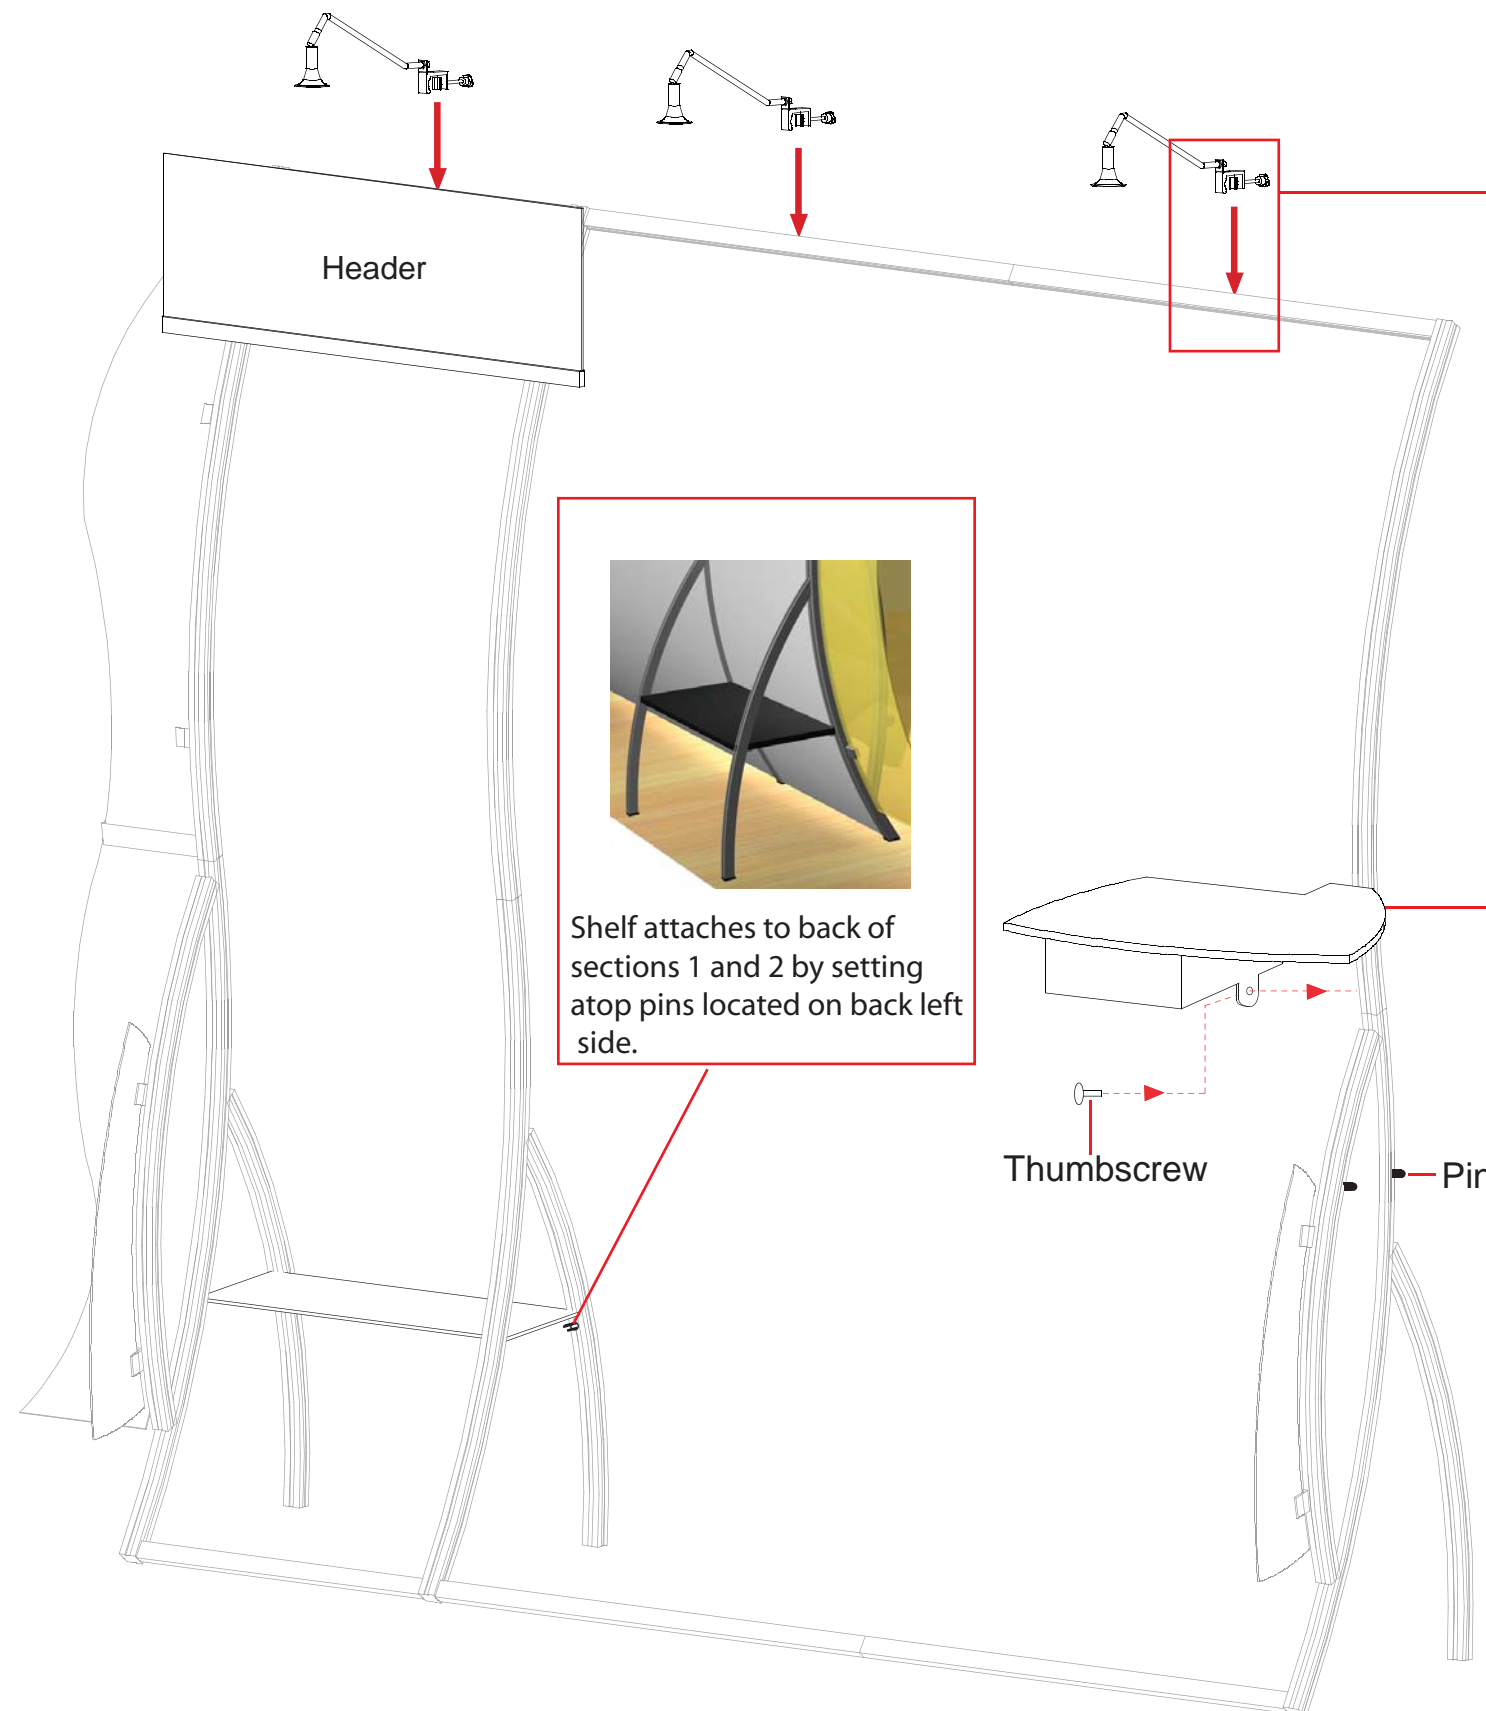 Header
Shelf attaches to back of
sections 1 and 2 by setting
atop pins located on back left
side.
Thumbscrew